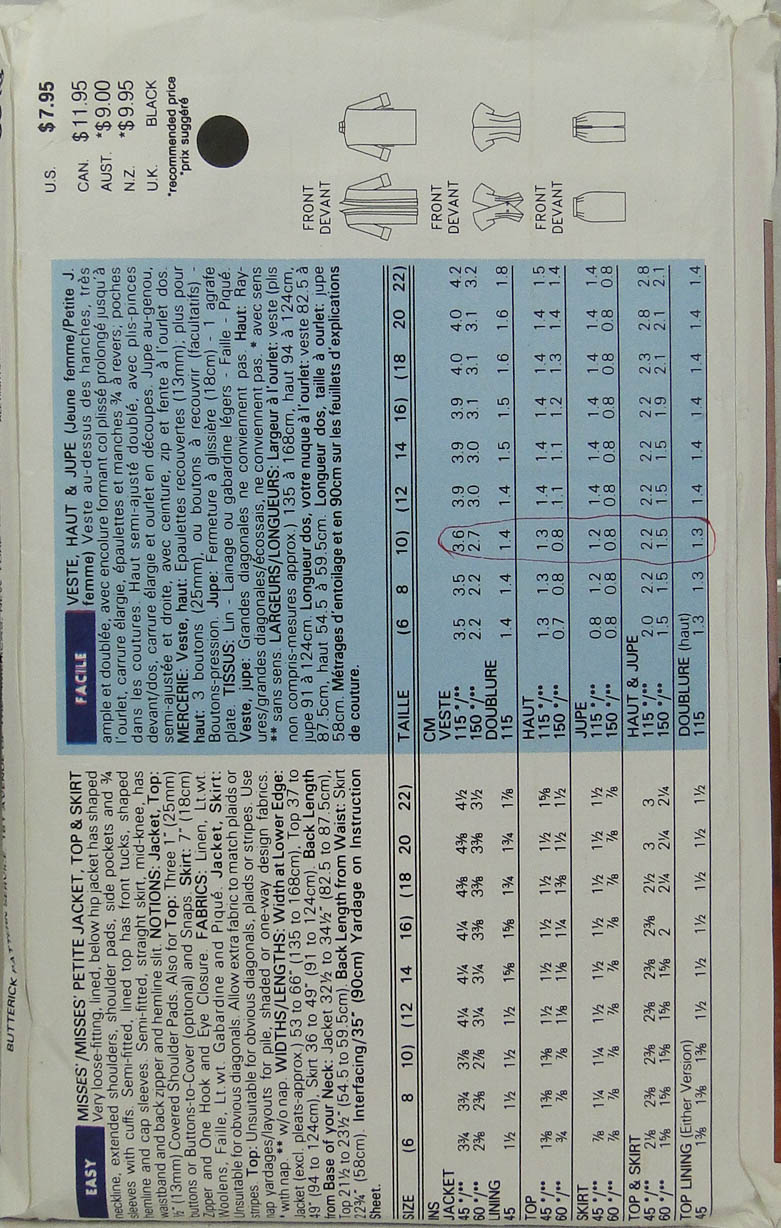 EASY
MISSES'/MISSES' PETITE JACKET, TOP & SKIRT
Very loose-fitting, lined, below hip jacket has shaped
neckline, extended shoulders, shoulder pads, side pockets and ¾
sleeves with cuffs. Semi-fitted, lined top has front tucks, shaped
hemline and cap sleeves. Semi-fitted, straight skirt, mid-knee, has
waistband and back zipper and hemline slit. NOTIONS: Jacket, Top:
½" (13mm) Covered Shoulder Pads. Also for Top: Three 1" (25mm)
buttons or Buttons-to-Cover (optional) and Snaps. Skirt: 7" (18cm)
Zipper and One Hook and Eye Closure. FABRICS: Linen, Lt.wt.
Woolens, Faille, Lt.wt. Gabardine and Piqué. Jacket, Skirt:
Unsuitable for obvious diagonals. Allow extra fabric to match plaids or
stripes. Top: Unsuitable for obvious diagonals, plaids or stripes. Use
nap yardages/layouts for pile, shaded or one-way design fabrics.
* with nap. ** w/o nap. WIDTHS/LENGTHS: Width at Lower Edge:
Jacket (excl. pleats-approx.) 53 to 66" (135 to 168cm), Top 37 to
49" (94 to 124cm), Skirt 36 to 49" (91 to 124cm). Back Length
from Base of your Neck: Jacket 32½ to 34½" (82.5 to 87.5cm),
Top 21½ to 23½" (54.5 to 59.5cm). Back Length from Waist: Skirt
22¾" (58cm). Interfacing/35" (90cm) Yardage on Instruction
Sheet.
SIZE (6 8 10) (12 14 16) (18 20 22)
INS
JACKET
45 */** 3¾ 3¾ 3⅞ 4¼ 4¼ 4¼ 4⅜ 4⅜ 4½
60 */** 2⅜ 2⅜ 2⅞ 3¼ 3¼ 3⅜ 3⅜ 3⅜ 3½
LINING
45 1½ 1½ 1½ 1½ 1⅝ 1⅝ 1¾ 1¾ 1⅞
TOP
45 */** 1⅜ 1⅜ 1⅜ 1½ 1½ 1½ 1½ 1½ 1⅝
60 */** ¾ ⅞ ⅞ 1⅛ 1⅛ 1¼ 1⅜ 1½ 1½
SKIRT
45 */** ⅞ 1¼ 1¼ 1½ 1½ 1½ 1½ 1½ 1½
60 */** ⅞ ⅞ ⅞ ⅞ ⅞ ⅞ ⅞ ⅞ ⅞
TOP & SKIRT
45 */** 2⅛ 2⅜ 2⅜ 2⅜ 2⅜ 2⅜ 2½ 3 3
60 */** 1⅝ 1⅝ 1⅝ 1⅝ 1⅝ 2 2¼ 2¼ 2¼
TOP LINING (Either Version)
45 1⅜ 1⅜ 1⅜ 1½ 1½ 1½ 1½ 1½ 1½
FACILE
VESTE, HAUT & JUPE (Jeune femme/Petite J.
femme) Veste au-dessus des hanches, très
ample et doublée, avec encolure formant col plissé prolongé jusqu'à
l'ourlet, carrure élargie, épaulettes et manches ¾ à revers; poches
dans les coutures. Haut semi-ajusté doublé, avec plis-pinces
devant/dos, carrure élargie et ourlet en découpes. Jupe au-genou,
semi-ajustée et droite, avec ceinture, zip et fente à l'ourlet dos.
MERCERIE: Veste, haut: Epaulettes recouvertes (13mm); plus pour
haut: 3 boutons (25mm), ou boutons à recouvrir (facultatifs) -
Boutons-pression. Jupe: Fermeture à glissière (18cm) - 1 agrafe
plate. TISSUS: Lin - Lainage ou gabardine légers - Faille - Piqué.
Veste, jupe: Grandes diagonales ne conviennent pas. Haut: Ray-
ures/grandes diagonales/écossais, ne conviennent pas. * avec sens
** sans sens. LARGEURS/LONGUEURS: Largeur à l'ourlet: veste (plis
non compris-mesures approx.) 135 à 168cm, haut 94 à 124cm,
jupe 91 à 124cm. Longueur dos, votre nuque à l'ourlet: veste 82.5 à
87.5cm, haut 54.5 à 59.5cm. Longueur dos, taille à ourlet: jupe
58cm. Métrages d'entoilage et en 90cm sur les feuillets d'explications
de couture.
TAILLE (6 8 10) (12 14 16) (18 20 22)
CM
VESTE
115 */** 3.5 3.5 3.6 3.9 3.9 3.9 4.0 4.0 4.2
150 */** 2.2 2.2 2.7 3.0 3.0 3.1 3.1 3.1 3.2
DOUBLURE
115 1.4 1.4 1.4 1.4 1.5 1.5 1.6 1.6 1.8
HAUT
115 */** 1.3 1.3 1.3 1.4 1.4 1.4 1.4 1.4 1.5
150 */** 0.7 0.8 0.8 1.1 1.1 1.2 1.3 1.4 1.4
JUPE
115 */** 0.8 1.2 1.2 1.4 1.4 1.4 1.4 1.4 1.4
150 */** 0.8 0.8 0.8 0.8 0.8 0.8 0.8 0.8 0.8
HAUT & JUPE
115 */** 2.0 2.2 2.2 2.2 2.2 2.2 2.3 2.8 2.8
150 */** 1.5 1.5 1.5 1.5 1.5 1.9 2.1 2.1 2.1
DOUBLURE (haut)
115 1.3 1.3 1.3 1.4 1.4 1.4 1.4 1.4 1.4
U.S. $7.95
CAN. $11.95
AUST. *$9.00
N.Z. *$9.95
U.K. BLACK
*recommended price
*prix suggéré
FRONT
DEVANT
FRONT
DEVANT
FRONT
DEVANT